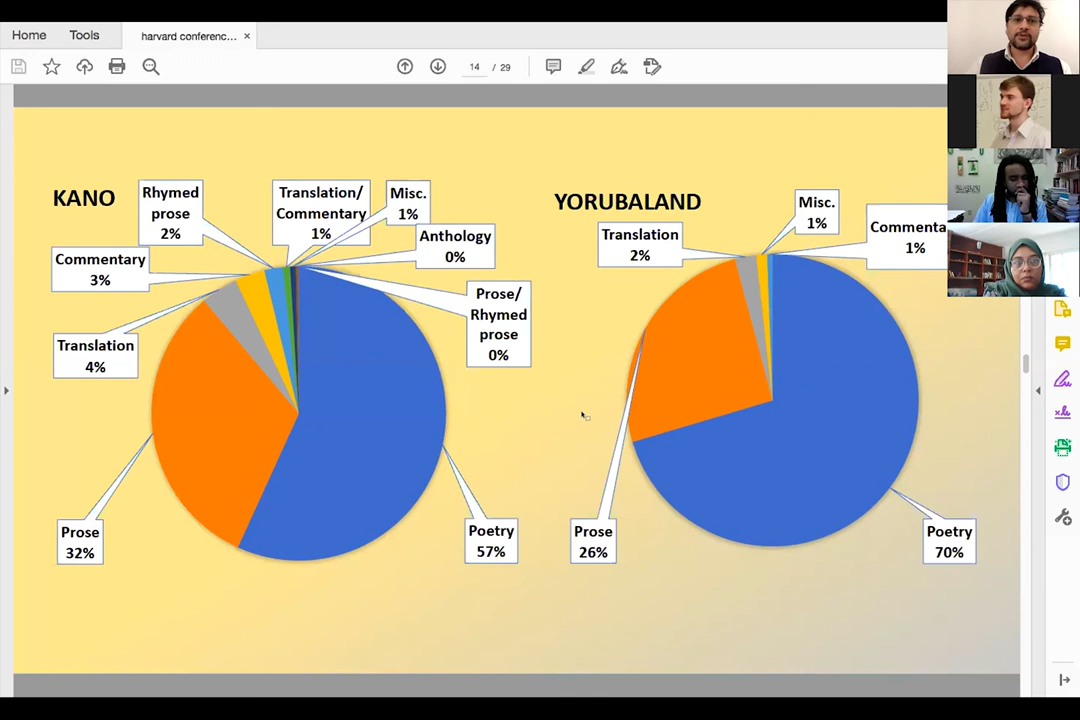 Home
Tools
harvard conferenc...
14 / 29
KANO
Rhymed
prose
2%
Translation/
Commentary
1%
Misc.
1%
Anthology
0%
Commentary
3%
Prose/
Rhymed
prose
0%
Translation
4%
Prose
32%
Poetry
57%
YORUBALAND
Misc.
1%
Translation
2%
Commenta
1%
Prose
26%
Poetry
70%